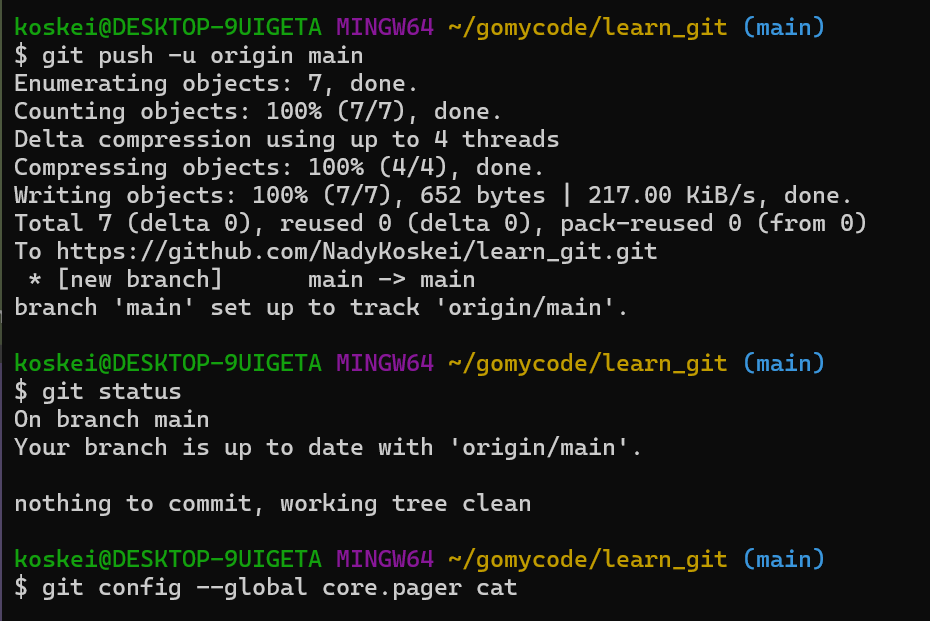 koskei@DESKTOP-9UIGETA MINGW64 ~/gomycode/learn_git (main)
$ git push -u origin main
Enumerating objects: 7, done.
Counting objects: 100% (7/7), done.
Delta compression using up to 4 threads
Compressing objects: 100% (4/4), done.
Writing objects: 100% (7/7), 652 bytes | 217.00 KiB/s, done.
Total 7 (delta 0), reused 0 (delta 0), pack-reused 0 (from 0)
To https://github.com/NadyKoskei/learn_git.git
 * [new branch]      main -> main
branch 'main' set up to track 'origin/main'.

koskei@DESKTOP-9UIGETA MINGW64 ~/gomycode/learn_git (main)
$ git status
On branch main
Your branch is up to date with 'origin/main'.

nothing to commit, working tree clean

koskei@DESKTOP-9UIGETA MINGW64 ~/gomycode/learn_git (main)
$ git config --global core.pager cat